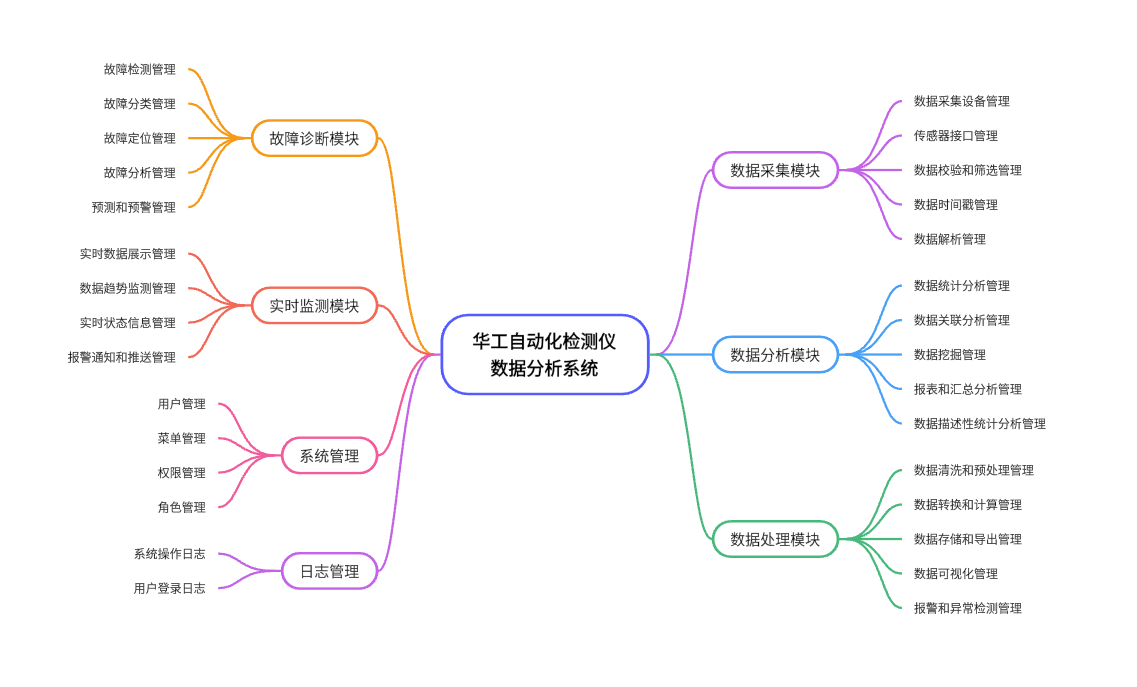 华工自动化检测仪
数据分析系统
故障诊断模块
故障检测管理
故障分类管理
故障定位管理
故障分析管理
预测和预警管理
实时监测模块
实时数据展示管理
数据趋势监测管理
实时状态信息管理
报警通知和推送管理
系统管理
用户管理
菜单管理
权限管理
角色管理
日志管理
系统操作日志
用户登录日志
数据采集模块
数据采集设备管理
传感器接口管理
数据校验和筛选管理
数据时间戳管理
数据解析管理
数据分析模块
数据统计分析管理
数据关联分析管理
数据挖掘管理
报表和汇总分析管理
数据描述性统计分析管理
数据处理模块
数据清洗和预处理管理
数据转换和计算管理
数据存储和导出管理
数据可视化管理
报警和异常检测管理